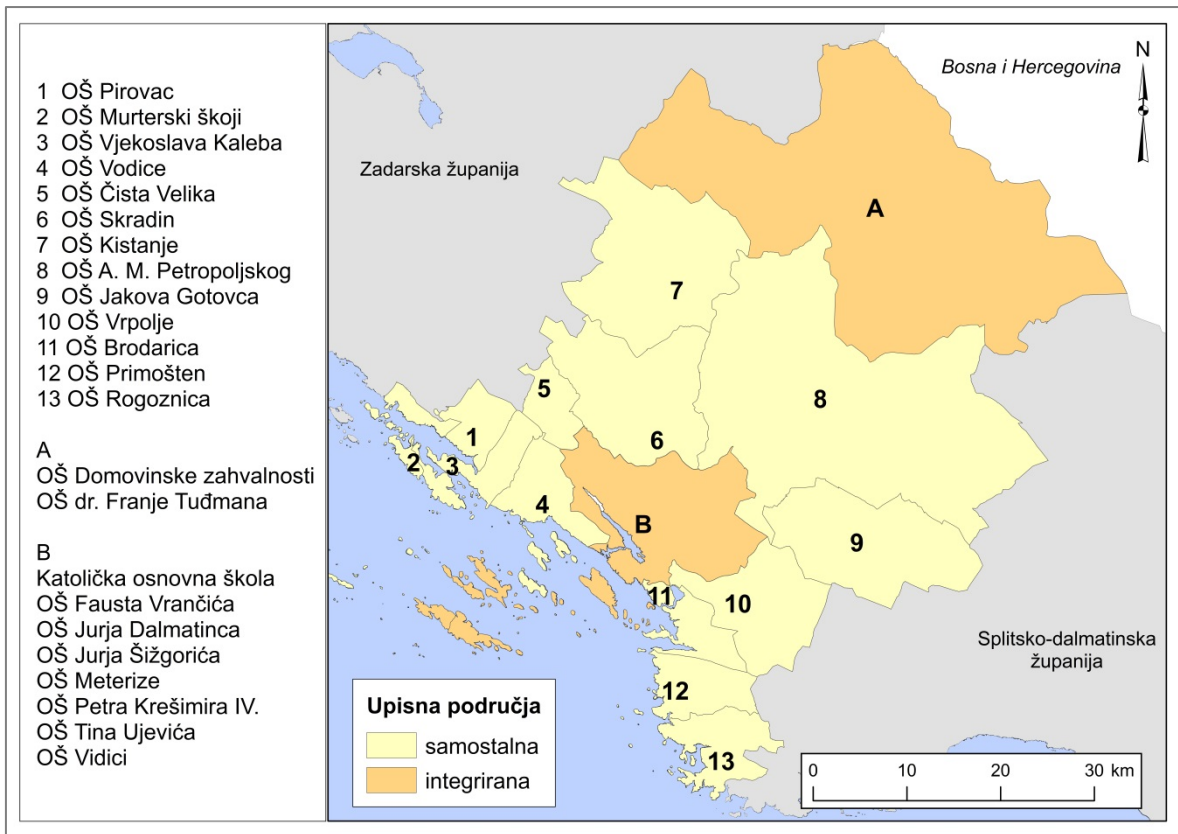 1 OŠ Pirovac
2 OŠ Murterski škoji
3 OŠ Vjekoslava Kaleba
4 OŠ Vodice
5 OŠ Čista Velika
6 OŠ Skradin
7 OŠ Kistanje
8 OŠ A. M. Petropoljskog
9 OŠ Jakova Gotovca
10 OŠ Vrpolje
11 OŠ Brodarica
12 OŠ Primošten
13 OŠ Rogoznica
A
OŠ Domovinske zahvalnosti
OŠ dr. Franje Tuđmana
B
Katolička osnovna škola
OŠ Fausta Vrančića
OŠ Jurja Dalmatinca
OŠ Jurja Šižgorića
OŠ Meterize
OŠ Petra Krešimira IV.
OŠ Tina Ujevića
OŠ Vidici
Bosna i Hercegovina
N
Zadarska županija
A
7
5
8
1
6
2
3
4
B
9
11
10
Splitsko-dalmatinska
županija
12
13
Upisna područja
samostalna
integrirana
0 10 20 30 km